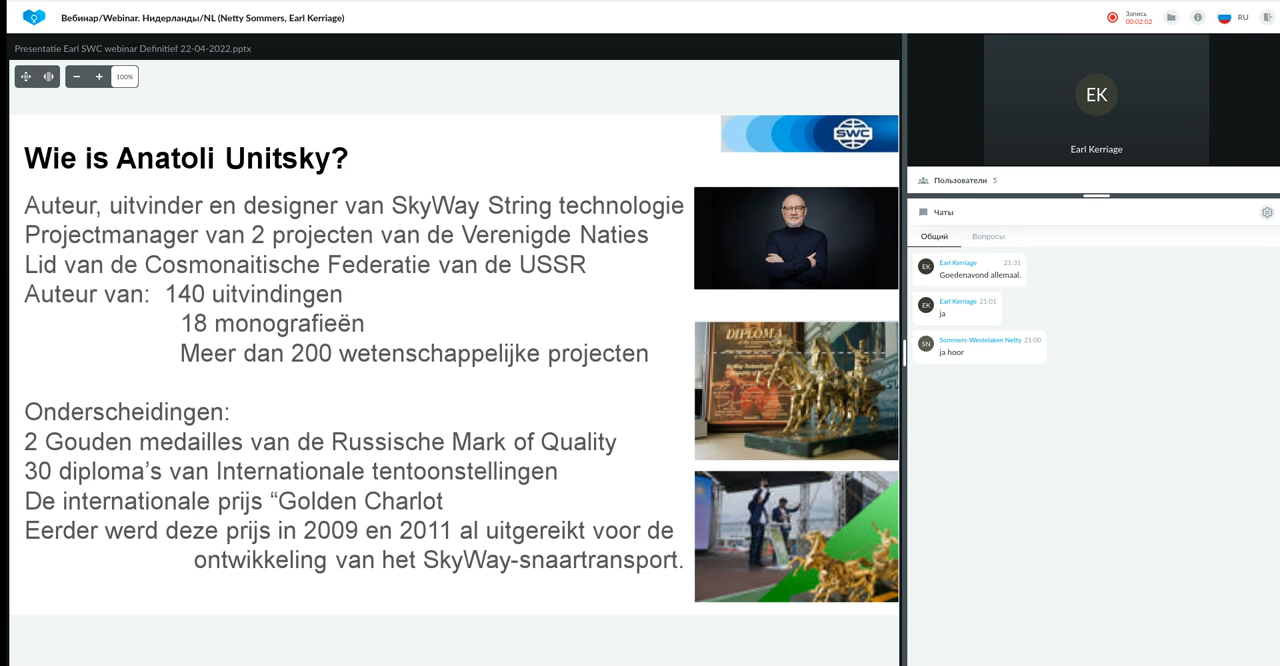 Вебинар/Webinar. Нидерланды/NL (Netty Sommers, Earl Kerriage)
Запись
00:02:02
RU
Presentatie Earl SWC webinar Definitief 22-04-2022.pptx
100%
SWC
Wie is Anatoli Unitsky?
Auteur, uitvinder en designer van SkyWay String technologie
Projectmanager van 2 projecten van de Verenigde Naties
Lid van de Cosmonaitische Federatie van de USSR
Auteur van: 140 uitvindingen
18 monografieën
Meer dan 200 wetenschappelijke projecten
Onderscheidingen:
2 Gouden medailles van de Russische Mark of Quality
30 diploma’s van Internationale tentoonstellingen
De internationale prijs “Golden Charlot
Eerder werd deze prijs in 2009 en 2011 al uitgereikt voor de
ontwikkeling van het SkyWay-snaartransport.
DIPLOMA
EK
Earl Kerriage
Пользователи 5
Чаты
Общий
Вопросы
EK
Earl Kerriage 21:31
Goedenavond allemaal.
EK
Earl Kerriage 21:01
ja
SN
Sommers-Westelaken Netty 21:00
ja hoor